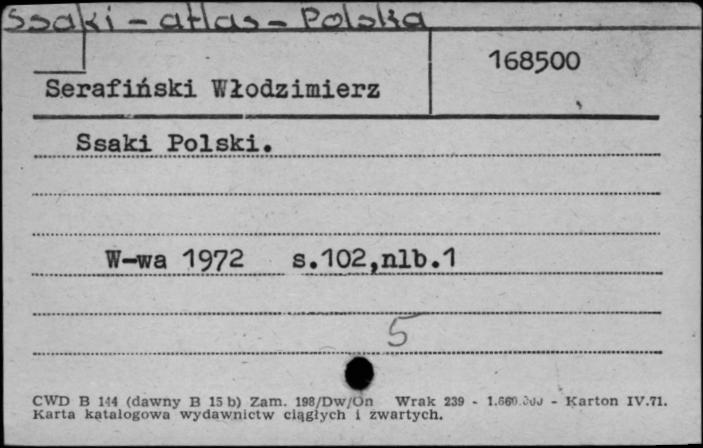 Ssaki - atlas - Polska
168500
Serafiński Włodzimierz
Ssaki Polski.
W-wa 1972 s.102,nlb.1
5
CWD B 144 (dawny B 15 b) Zam. 198/Dw/On Wrak 239 - - Karton IV.71.
Karta katalogowa wydawnictw ciągłych i zwartych.